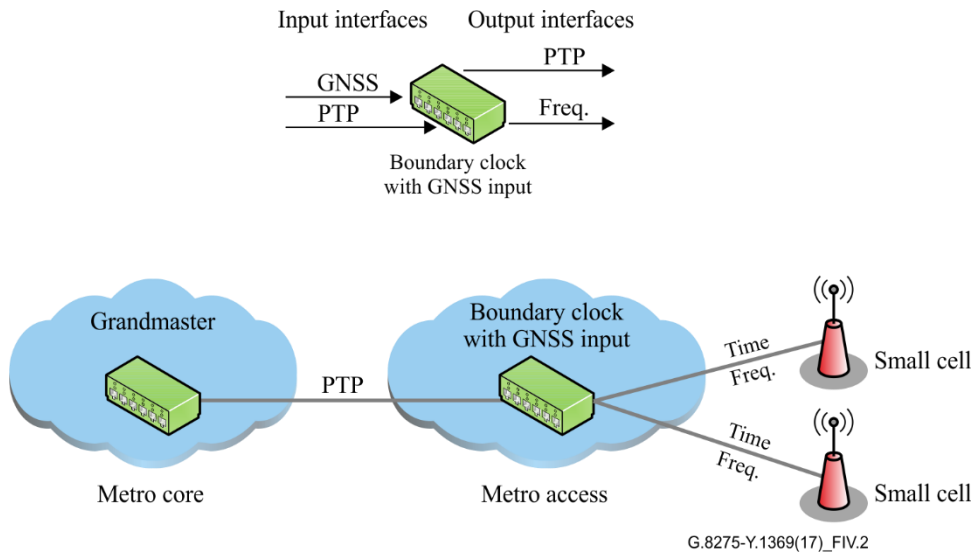 Input interfaces
Output interfaces
PTP
GNSS
PTP
Freq.
Boundary clock
with GNSS input
Grandmaster
Boundary clock
with GNSS input
PTP
Time
Freq.
Small cell
Time
Freq.
Small cell
Metro core
Metro access
G.8275-Y.1369(17)_FIV.2